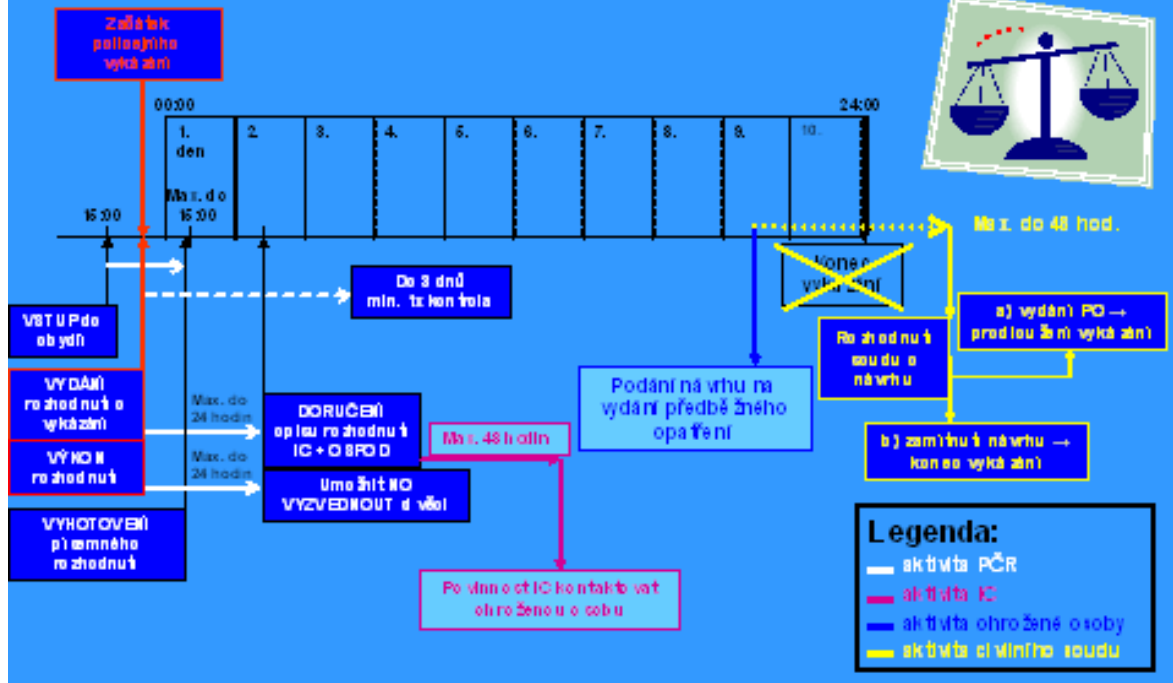 Začátek
policejního
vykázání
00:00
24:00
1.
den
2.
3.
4.
5.
6.
7.
8.
9.
10.
Max. do
15:00
15:00
Max. do 48 hod.
Konec
vykázání
Do 3 dnů
min. 1x kontrola
VSTUP do
obydlí
a) vydání PO →
prodloužení vykázání
Rozhodnutí
soudu o
návrhu
VYDÁNÍ
rozhodnutí o
vykázání
Max. do
24 hodin
DORUČENÍ
opisu rozhodnutí
IC + OSPOD
Max. 48 hodin
Podání návrhu na
vydání předběžného
opatření
b) zamítnutí návrhu →
konec vykázání
VÝKON
rozhodnutí
Max. do
24 hodin
Umožnit NO
VYZVEDNOUT si věci
VYHOTOVENÍ
písemného
rozhodnutí
Povinnost IC kontaktovat
ohroženou osobu
Legenda:
aktivita PČR
aktivita IC
aktivita ohrožené osoby
aktivita civilního soudu